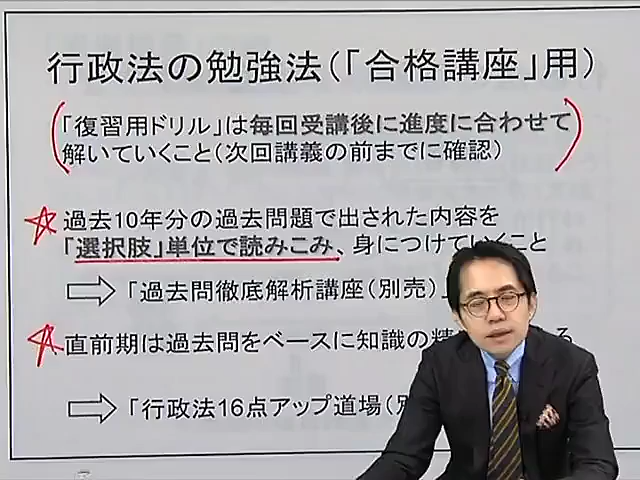 行政法の勉強法(「合格講座」用)
「復習用ドリル」は毎回受講後に進度に合わせて
解いていくこと(次回講義の前までに確認)
過去10年分の過去問題で出された内容を
「選択肢」単位で読みこみ、身につけていくこと
「過去問徹底解析講座(別売)」
直前期は過去問をベースに知識の精
る
「行政法16点アップ道場(